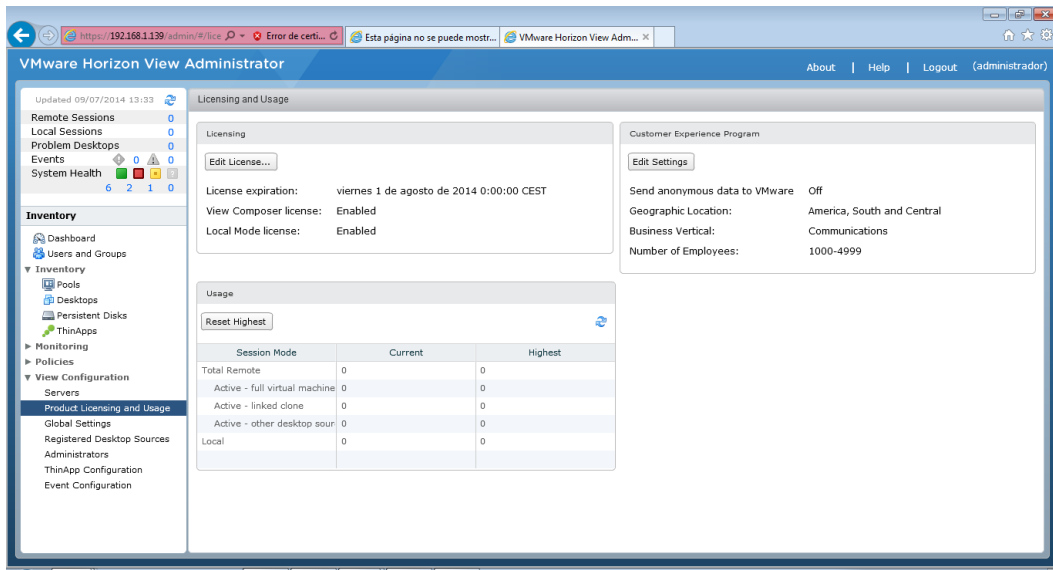 https://192.168.1.139/admin/#/lice
Error de certi...
Esta página no se puede mostr...
VMware Horizon View Adm...
VMware Horizon View Administrator
About | Help | Logout (administrador)
Updated 09/07/2014 13:33
Remote Sessions 0
Local Sessions 0
Problem Desktops 0
Events 0 0
System Health
6 2 1 0
Inventory
Dashboard
Users and Groups
Inventory
Pools
Desktops
Persistent Disks
ThinApps
Monitoring
Policies
View Configuration
Servers
Product Licensing and Usage
Global Settings
Registered Desktop Sources
Administrators
ThinApp Configuration
Event Configuration
Licensing and Usage
Licensing
Edit License...
License expiration: viernes 1 de agosto de 2014 0:00:00 CEST
View Composer license: Enabled
Local Mode license: Enabled
Customer Experience Program
Edit Settings
Send anonymous data to VMware Off
Geographic Location: America, South and Central
Business Vertical: Communications
Number of Employees: 1000-4999
Usage
Reset Highest
Session Mode Current Highest
Total Remote 0 0
Active - full virtual machine 0 0
Active - linked clone 0 0
Active - other desktop sour 0 0
Local 0 0